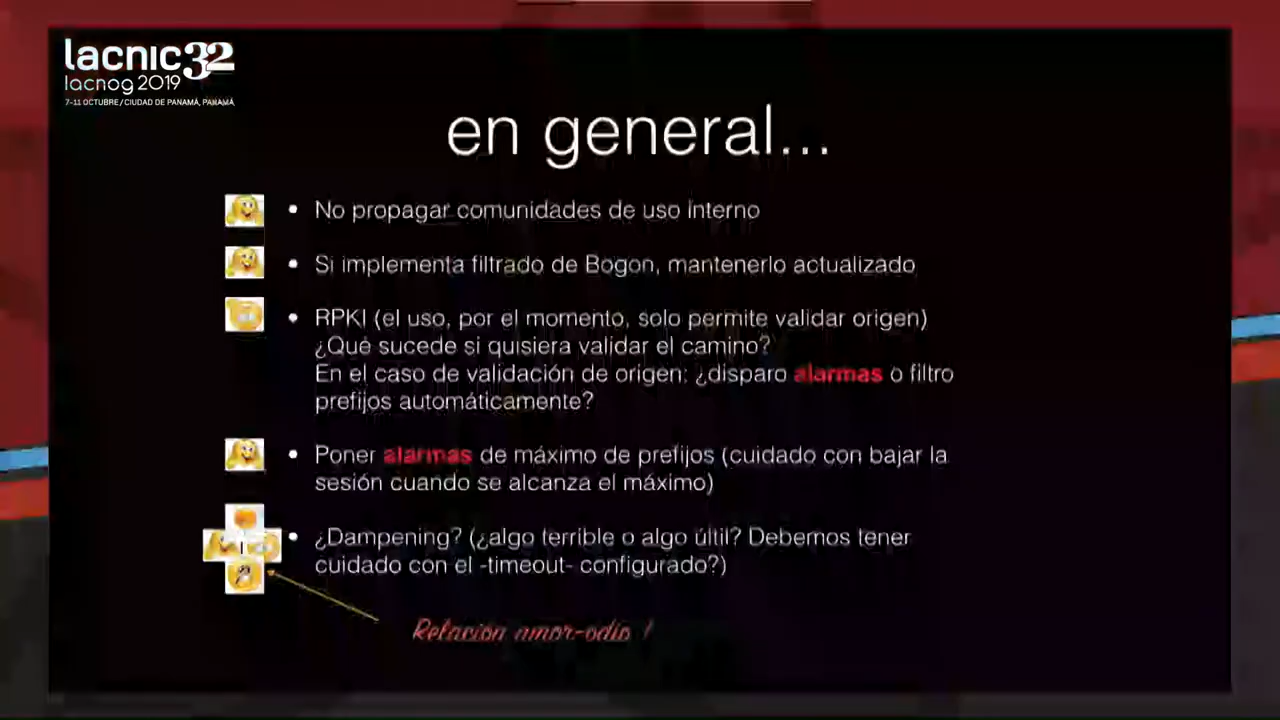 lacnic32
lacnog 2019
7-11 OCTUBRE / CIUDAD DE PANAMÁ, PANAMÁ
en general...
• No propagar comunidades de uso interno
• Si implementa filtrado de Bogon, mantenerlo actualizado
• RPKI (el uso, por el momento, solo permite validar origen)
¿Qué sucede si quisiera validar el camino?
En el caso de validación de origen: ¿disparo alarmas o filtro
prefijos automáticamente?
• Poner alarmas de máximo de prefijos (cuidado con bajar la
sesión cuando se alcanza el máximo)
• ¿Dampening? (¿algo terrible o algo últil? Debemos tener
cuidado con el -timeout- configurado?)
Relación amor-odio !